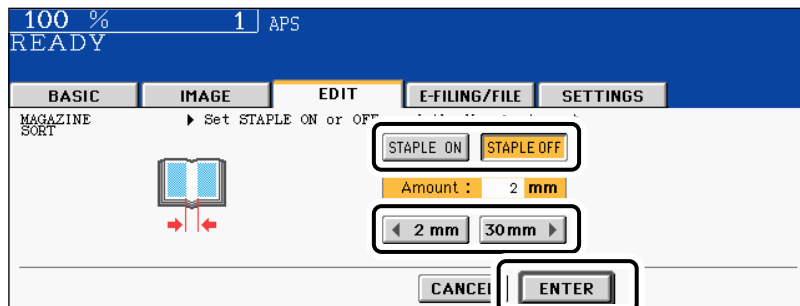 100 % 1 APS
READY
BASIC IMAGE EDIT E-FILING/FILE SETTINGS
MAGAZINE ▶ Set STAPLE ON or OFF
SORT
STAPLE ON STAPLE OFF
Amount : 2 mm
◀ 2 mm 30mm ▶
ENTER